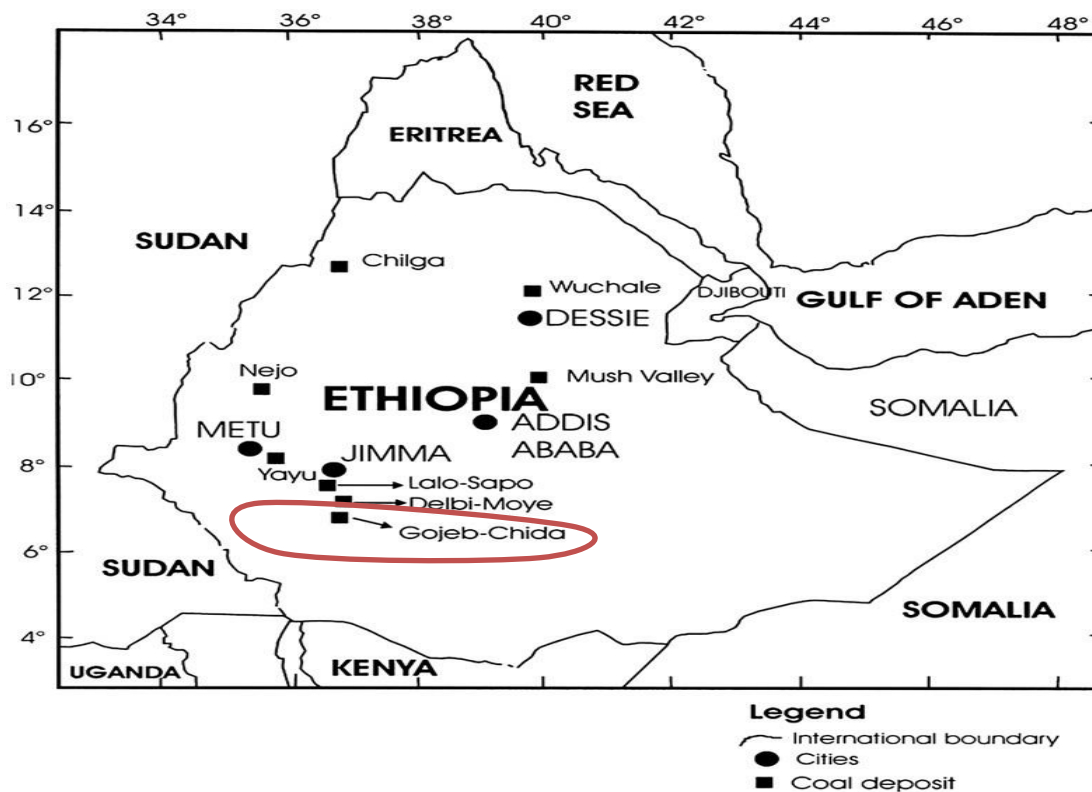 34° 36° 38° 40° 42° 44° 46° 48°
RED
SEA
16°
ERITREA
14°
SUDAN
Chilga
12°
Wuchale
DJIBOUTI
GULF OF ADEN
DESSIE
Nejo
10°
Mush Valley
ETHIOPIA
SOMALIA
METU
ADDIS
ABABA
JIMMA
8°
Yayu
Lalo-Sapo
Delbi-Moye
Gojeb-Chida
6°
SUDAN
SOMALIA
4°
UGANDA
KENYA
Legend
International boundary
Cities
Coal deposit